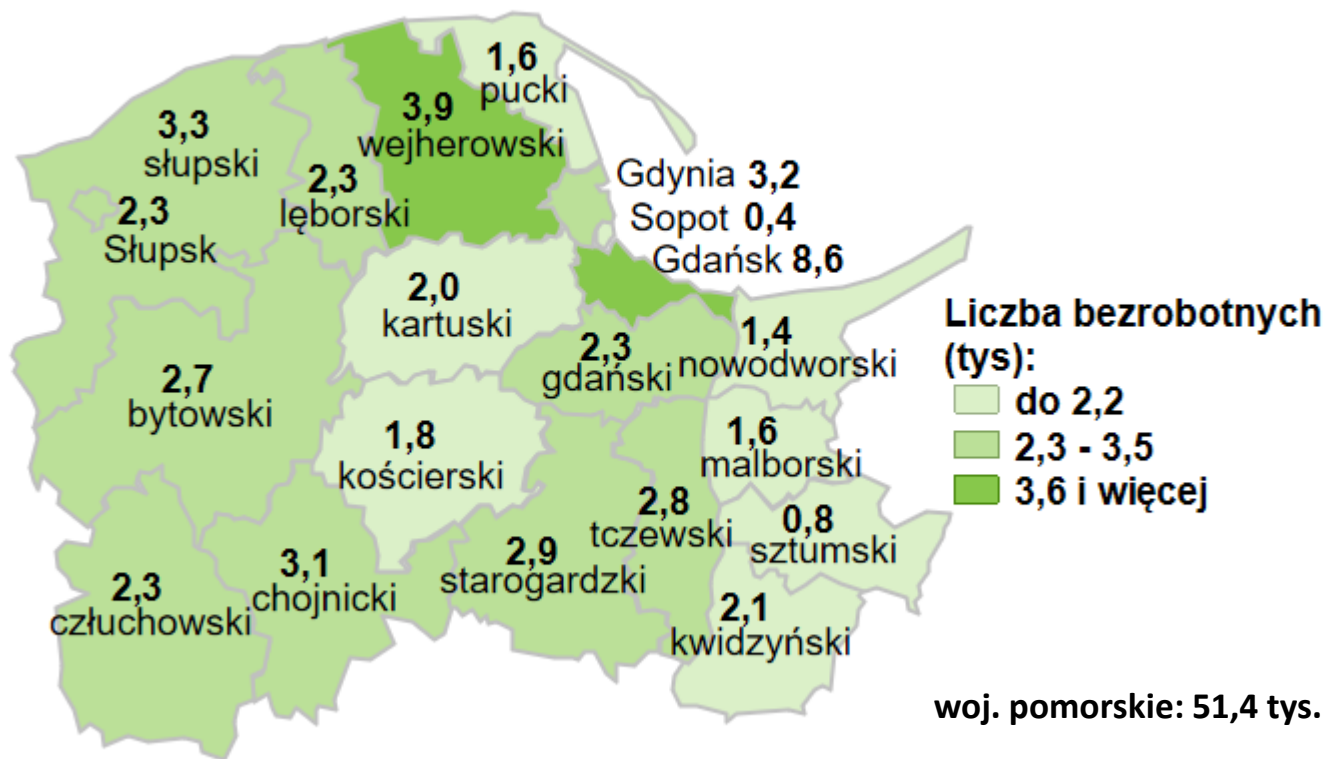 1,6
pucki
3,9
wejherowski
3,3
słupski
2,3
lęborski
2,3
Słupsk
Gdynia 3,2
Sopot 0,4
Gdańsk 8,6
2,0
kartuski
2,3
gdański
1,4
nowodworski
2,7
bytowski
1,8
kościerski
1,6
malborski
2,8
tczewski
0,8
sztumski
2,9
starogardzki
3,1
chojnicki
2,3
człuchowski
2,1
kwidzyński
Liczba bezrobotnych
(tys):
do 2,2
2,3 - 3,5
3,6 i więcej
woj. pomorskie: 51,4 tys.